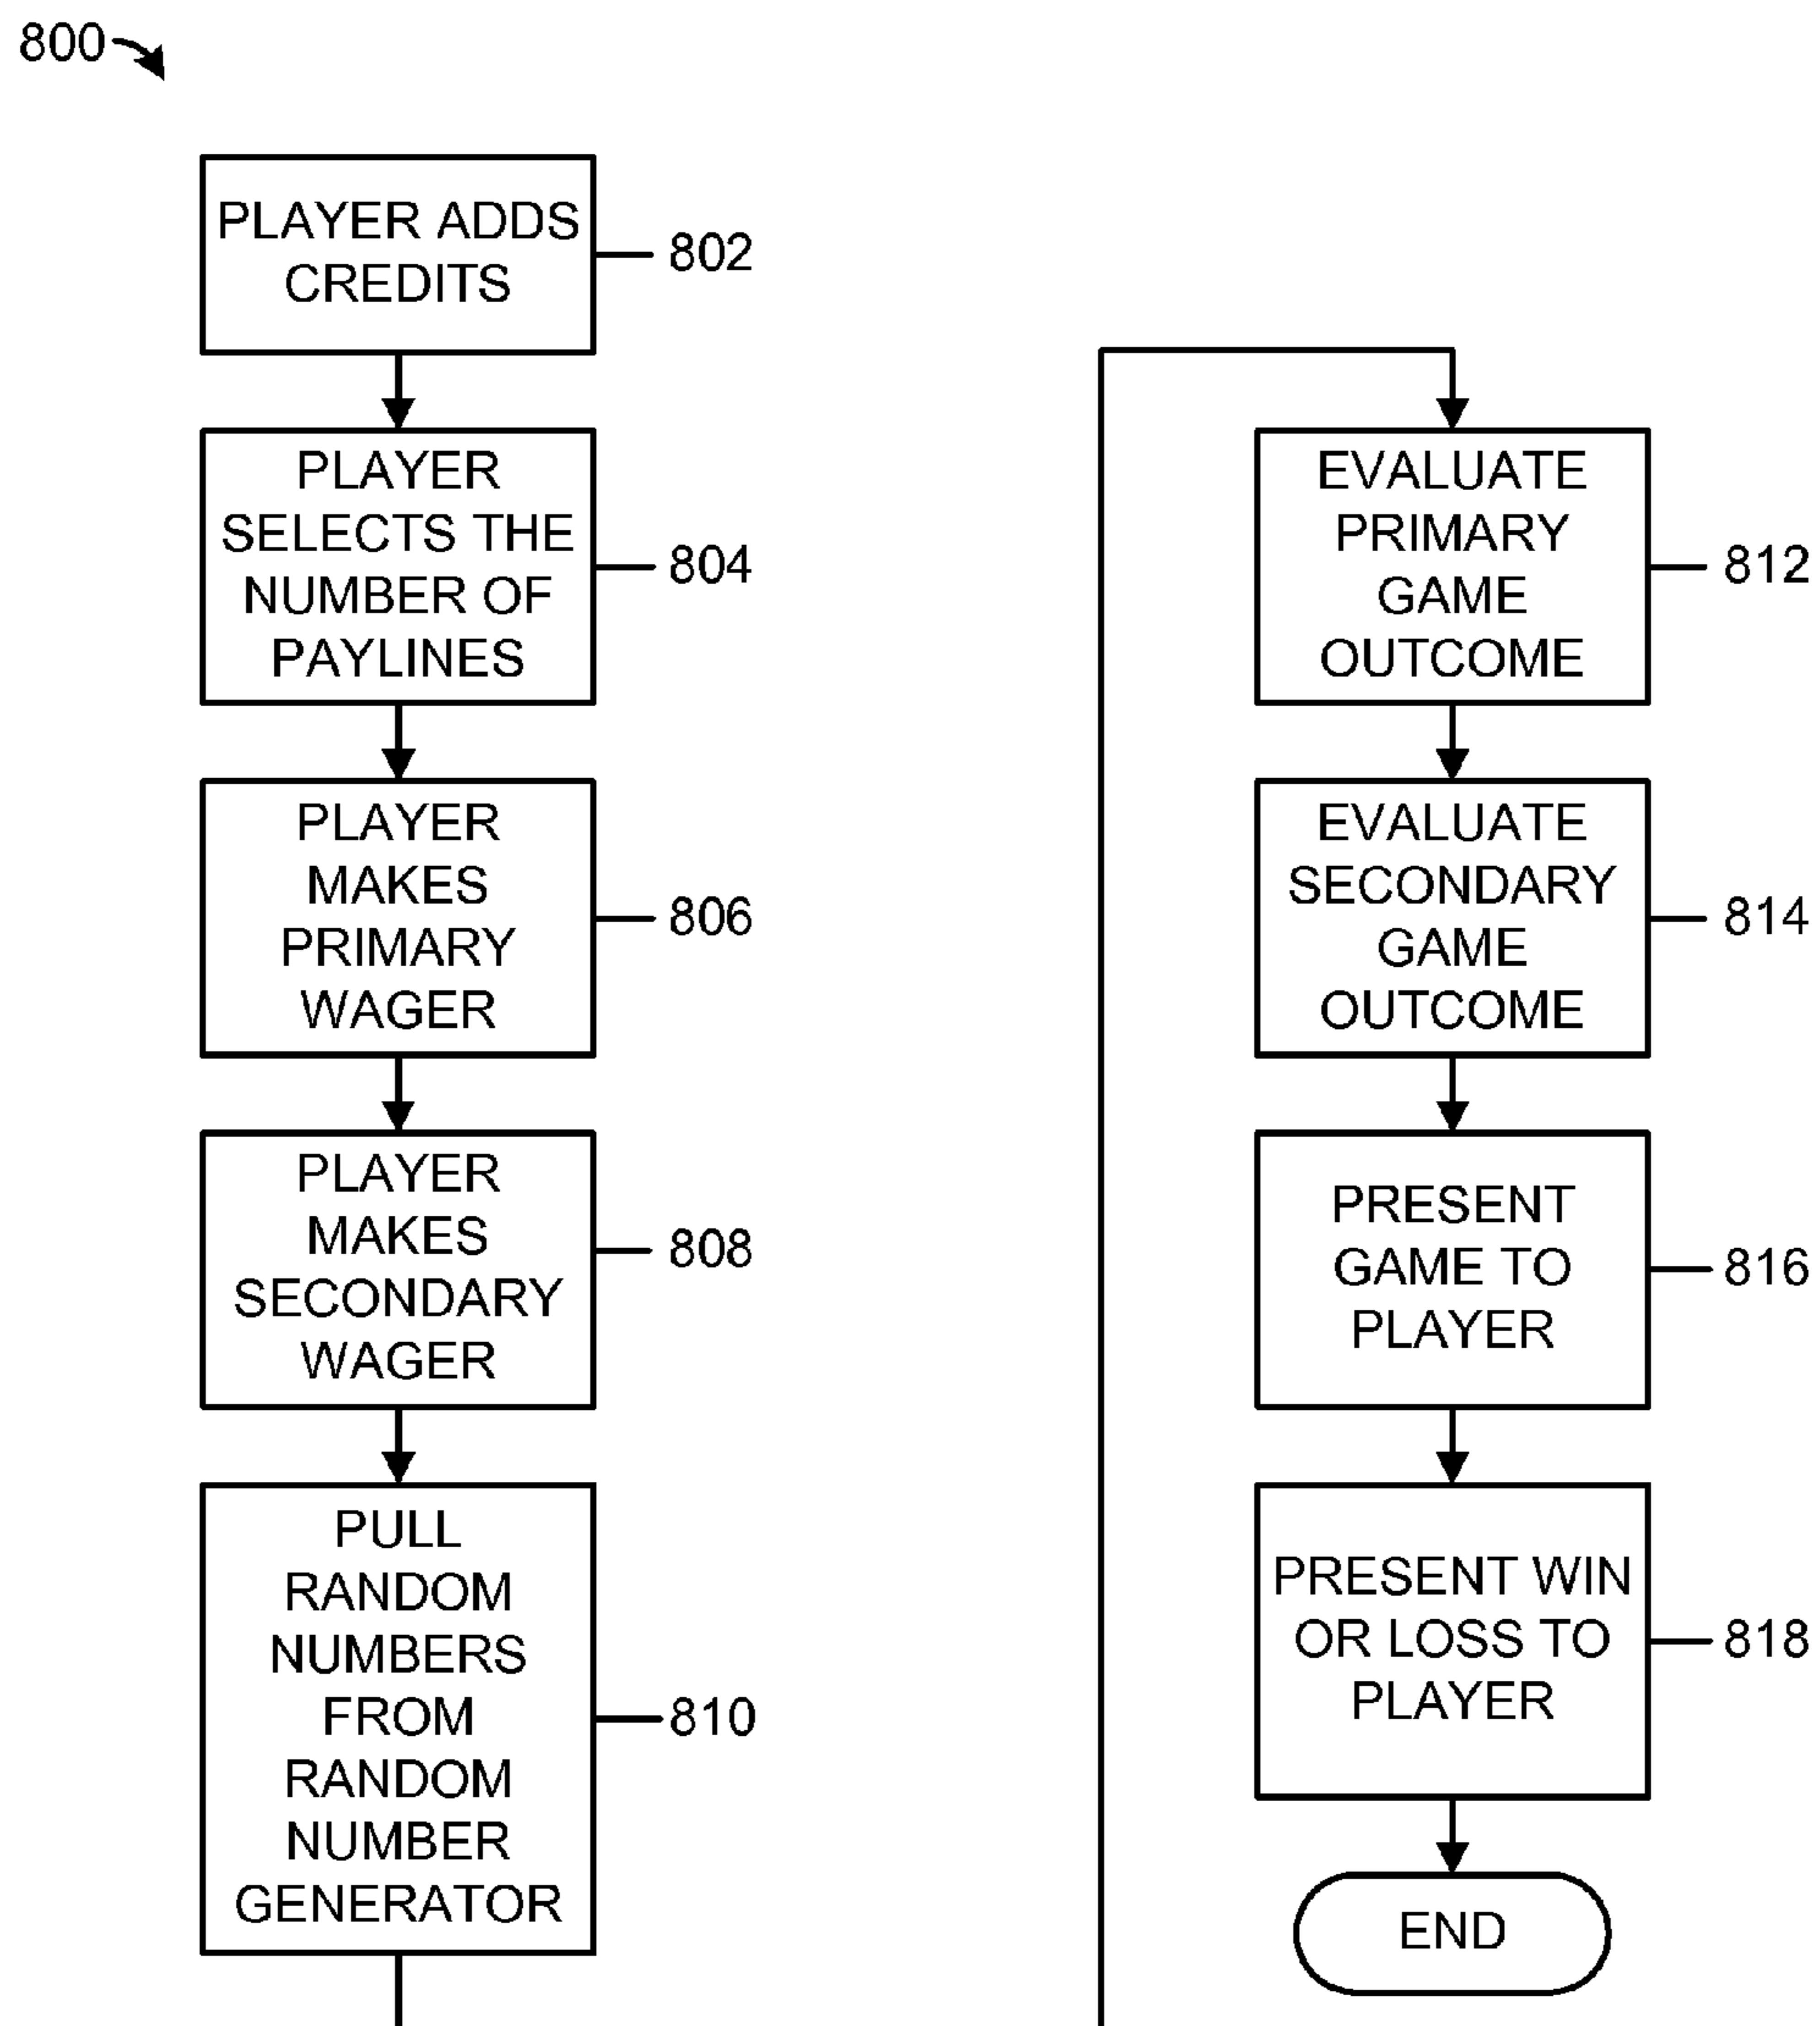 800
PLAYER ADDS
CREDITS
802
PLAYER
SELECTS THE
NUMBER OF
PAYLINES
804
PLAYER
MAKES
PRIMARY
WAGER
806
PLAYER
MAKES
SECONDARY
WAGER
808
PULL
RANDOM
NUMBERS
FROM
RANDOM
NUMBER
GENERATOR
810
EVALUATE
PRIMARY
GAME
OUTCOME
812
EVALUATE
SECONDARY
GAME
OUTCOME
814
PRESENT
GAME TO
PLAYER
816
PRESENT WIN
OR LOSS TO
PLAYER
818
END